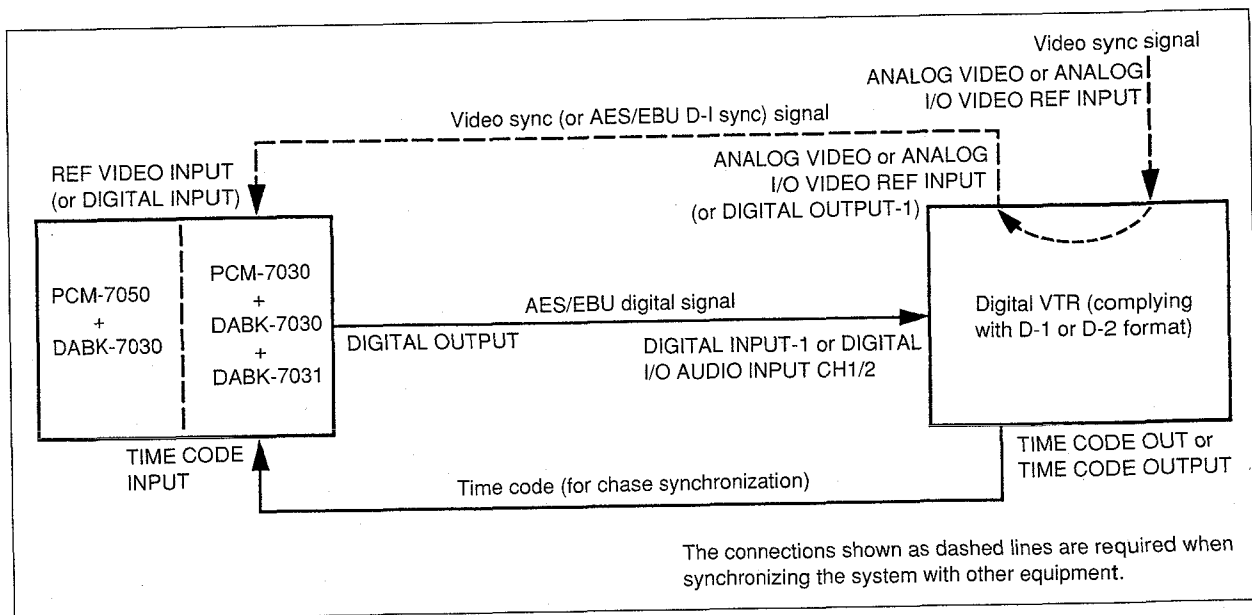 Video sync signal
ANALOG VIDEO or ANALOG
I/O VIDEO REF INPUT
Video sync (or AES/EBU D-I sync) signal
REF VIDEO INPUT
(or DIGITAL INPUT)
ANALOG VIDEO or ANALOG
I/O VIDEO REF INPUT
(or DIGITAL OUTPUT-1)
PCM-7050
+
DABK-7030
PCM-7030
+
DABK-7030
+
DABK-7031
AES/EBU digital signal
DIGITAL OUTPUT
DIGITAL INPUT-1 or DIGITAL
I/O AUDIO INPUT CH1/2
Digital VTR (complying
with D-1 or D-2 format)
TIME CODE
INPUT
TIME CODE OUT or
TIME CODE OUTPUT
Time code (for chase synchronization)
The connections shown as dashed lines are required when
synchronizing the system with other equipment.